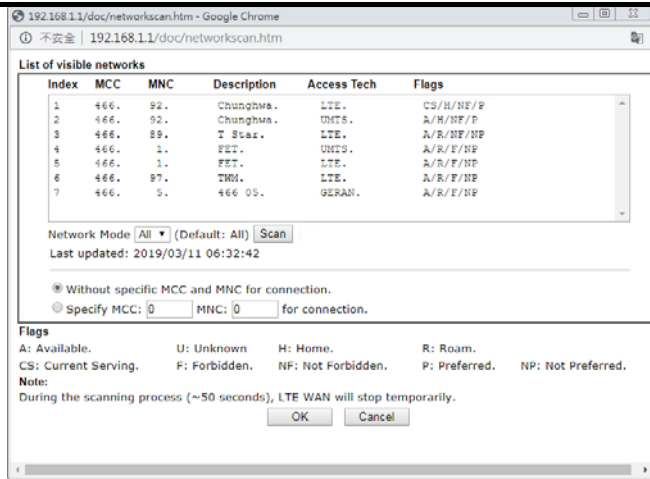 192.168.1.1/doc/networkscan.htm - Google Chrome
不安全 | 192.168.1.1/doc/networkscan.htm
List of visible networks
Index MCC MNC Description Access Tech Flags
1 466. 92. Chunghwa. LTE. CS/H/NF/P
2 466. 92. Chunghwa. UMTS. A/H/NF/P
3 466. 89. T Star. LTE. A/R/NF/NP
4 466. 1. FET. UMTS. A/R/F/NP
5 466. 1. FET. LTE. A/R/F/NP
6 466. 97. TWM. LTE. A/R/F/NP
7 466. 5. 466 05. GERAN. A/R/F/NP
Network Mode All (Default: All) Scan
Last updated: 2019/03/11 06:32:42
Without specific MCC and MNC for connection.
Specify MCC: 0 MNC: 0 for connection.
Flags
A: Available. U: Unknown H: Home. R: Roam.
CS: Current Serving. F: Forbidden. NF: Not Forbidden. P: Preferred. NP: Not Preferred.
Note:
During the scanning process (~50 seconds), LTE WAN will stop temporarily.
OK Cancel